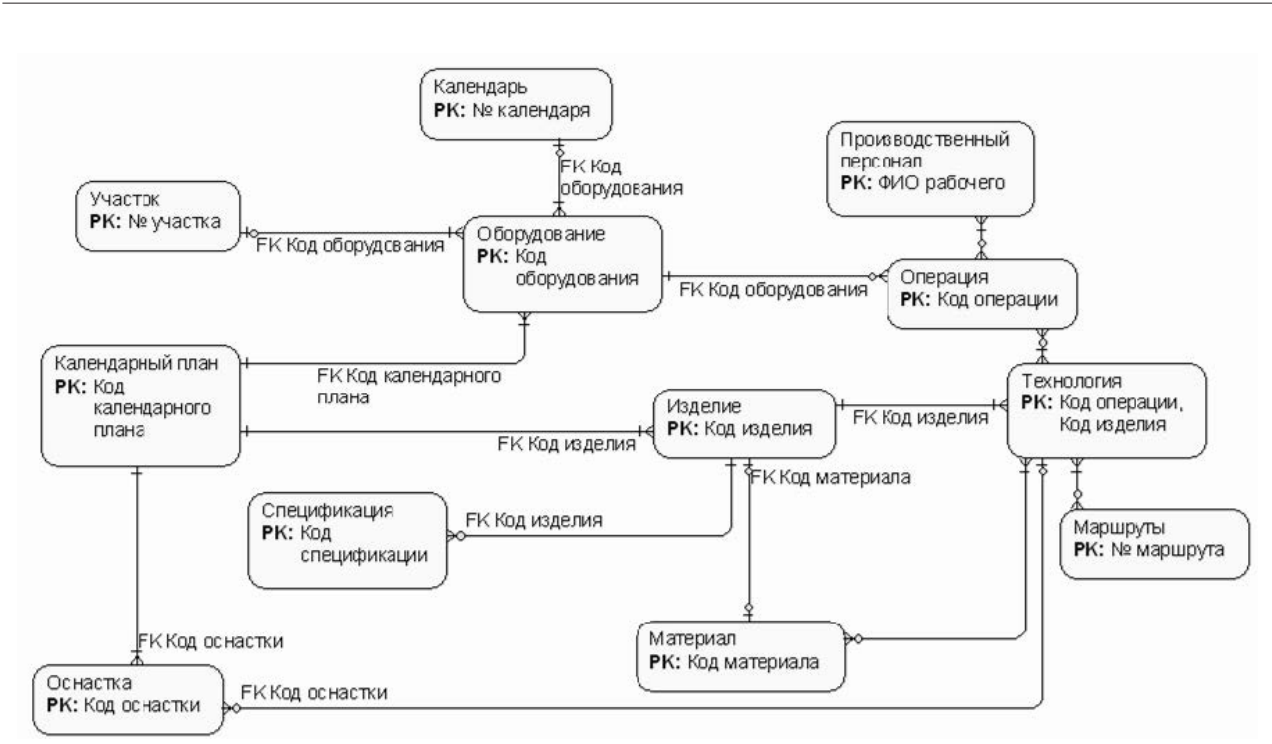 Календарь
PK: № календаря
FK Код
оборудования
Производственный
персонал
PK: ФИО рабочего
Участок
PK: № участка
FK Код оборудования
Оборудование
PK: Код
оборудования
FK Код оборудования
Операция
PK: Код операции
Календарный план
PK: Код
календарного
плана
FK Код календарного
плана
Изделие
PK: Код изделия
FK Код изделия
FK Код изделия
Технология
PK: Код операции,
Код изделия
FK Код материала
Спецификация
PK: Код
спецификации
FK Код изделия
Маршруты
PK: № маршрута
Материал
PK: Код материала
FK Код оснастки
Оснастка
PK: Код оснастки
FK Код оснастки